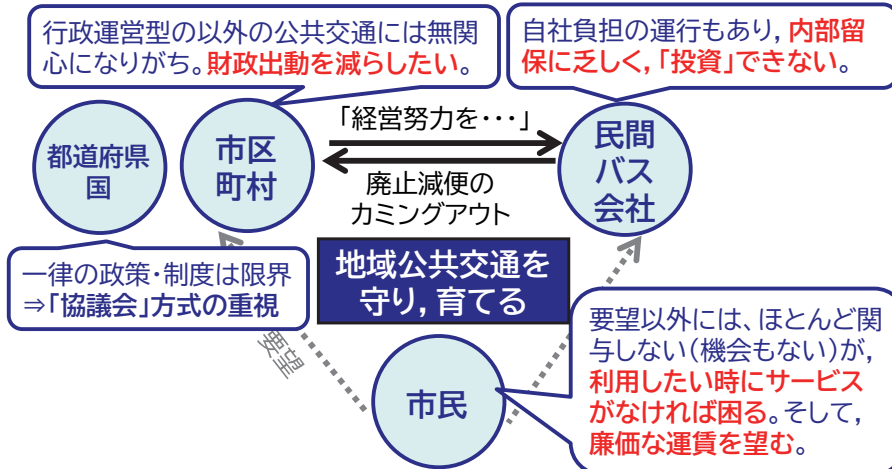 行政運営型の以外の公共交通には無関
心になりがち。財政出動を減らしたい。
自社負担の運行もあり，内部留
保に乏しく，「投資」できない。
都道府県
国
市区
町村
「経営努力を・・・」
廃止減便の
カミングアウト
民間
バス
会社
一律の政策・制度は限界
⇒「協議会」方式の重視
地域公共交通を
守り，育てる
要望
市民
要望以外には、ほとんど関
与しない（機会もない）が，
利用したい時にサービス
がなければ困る。そして，
廉価な運賃を望む。